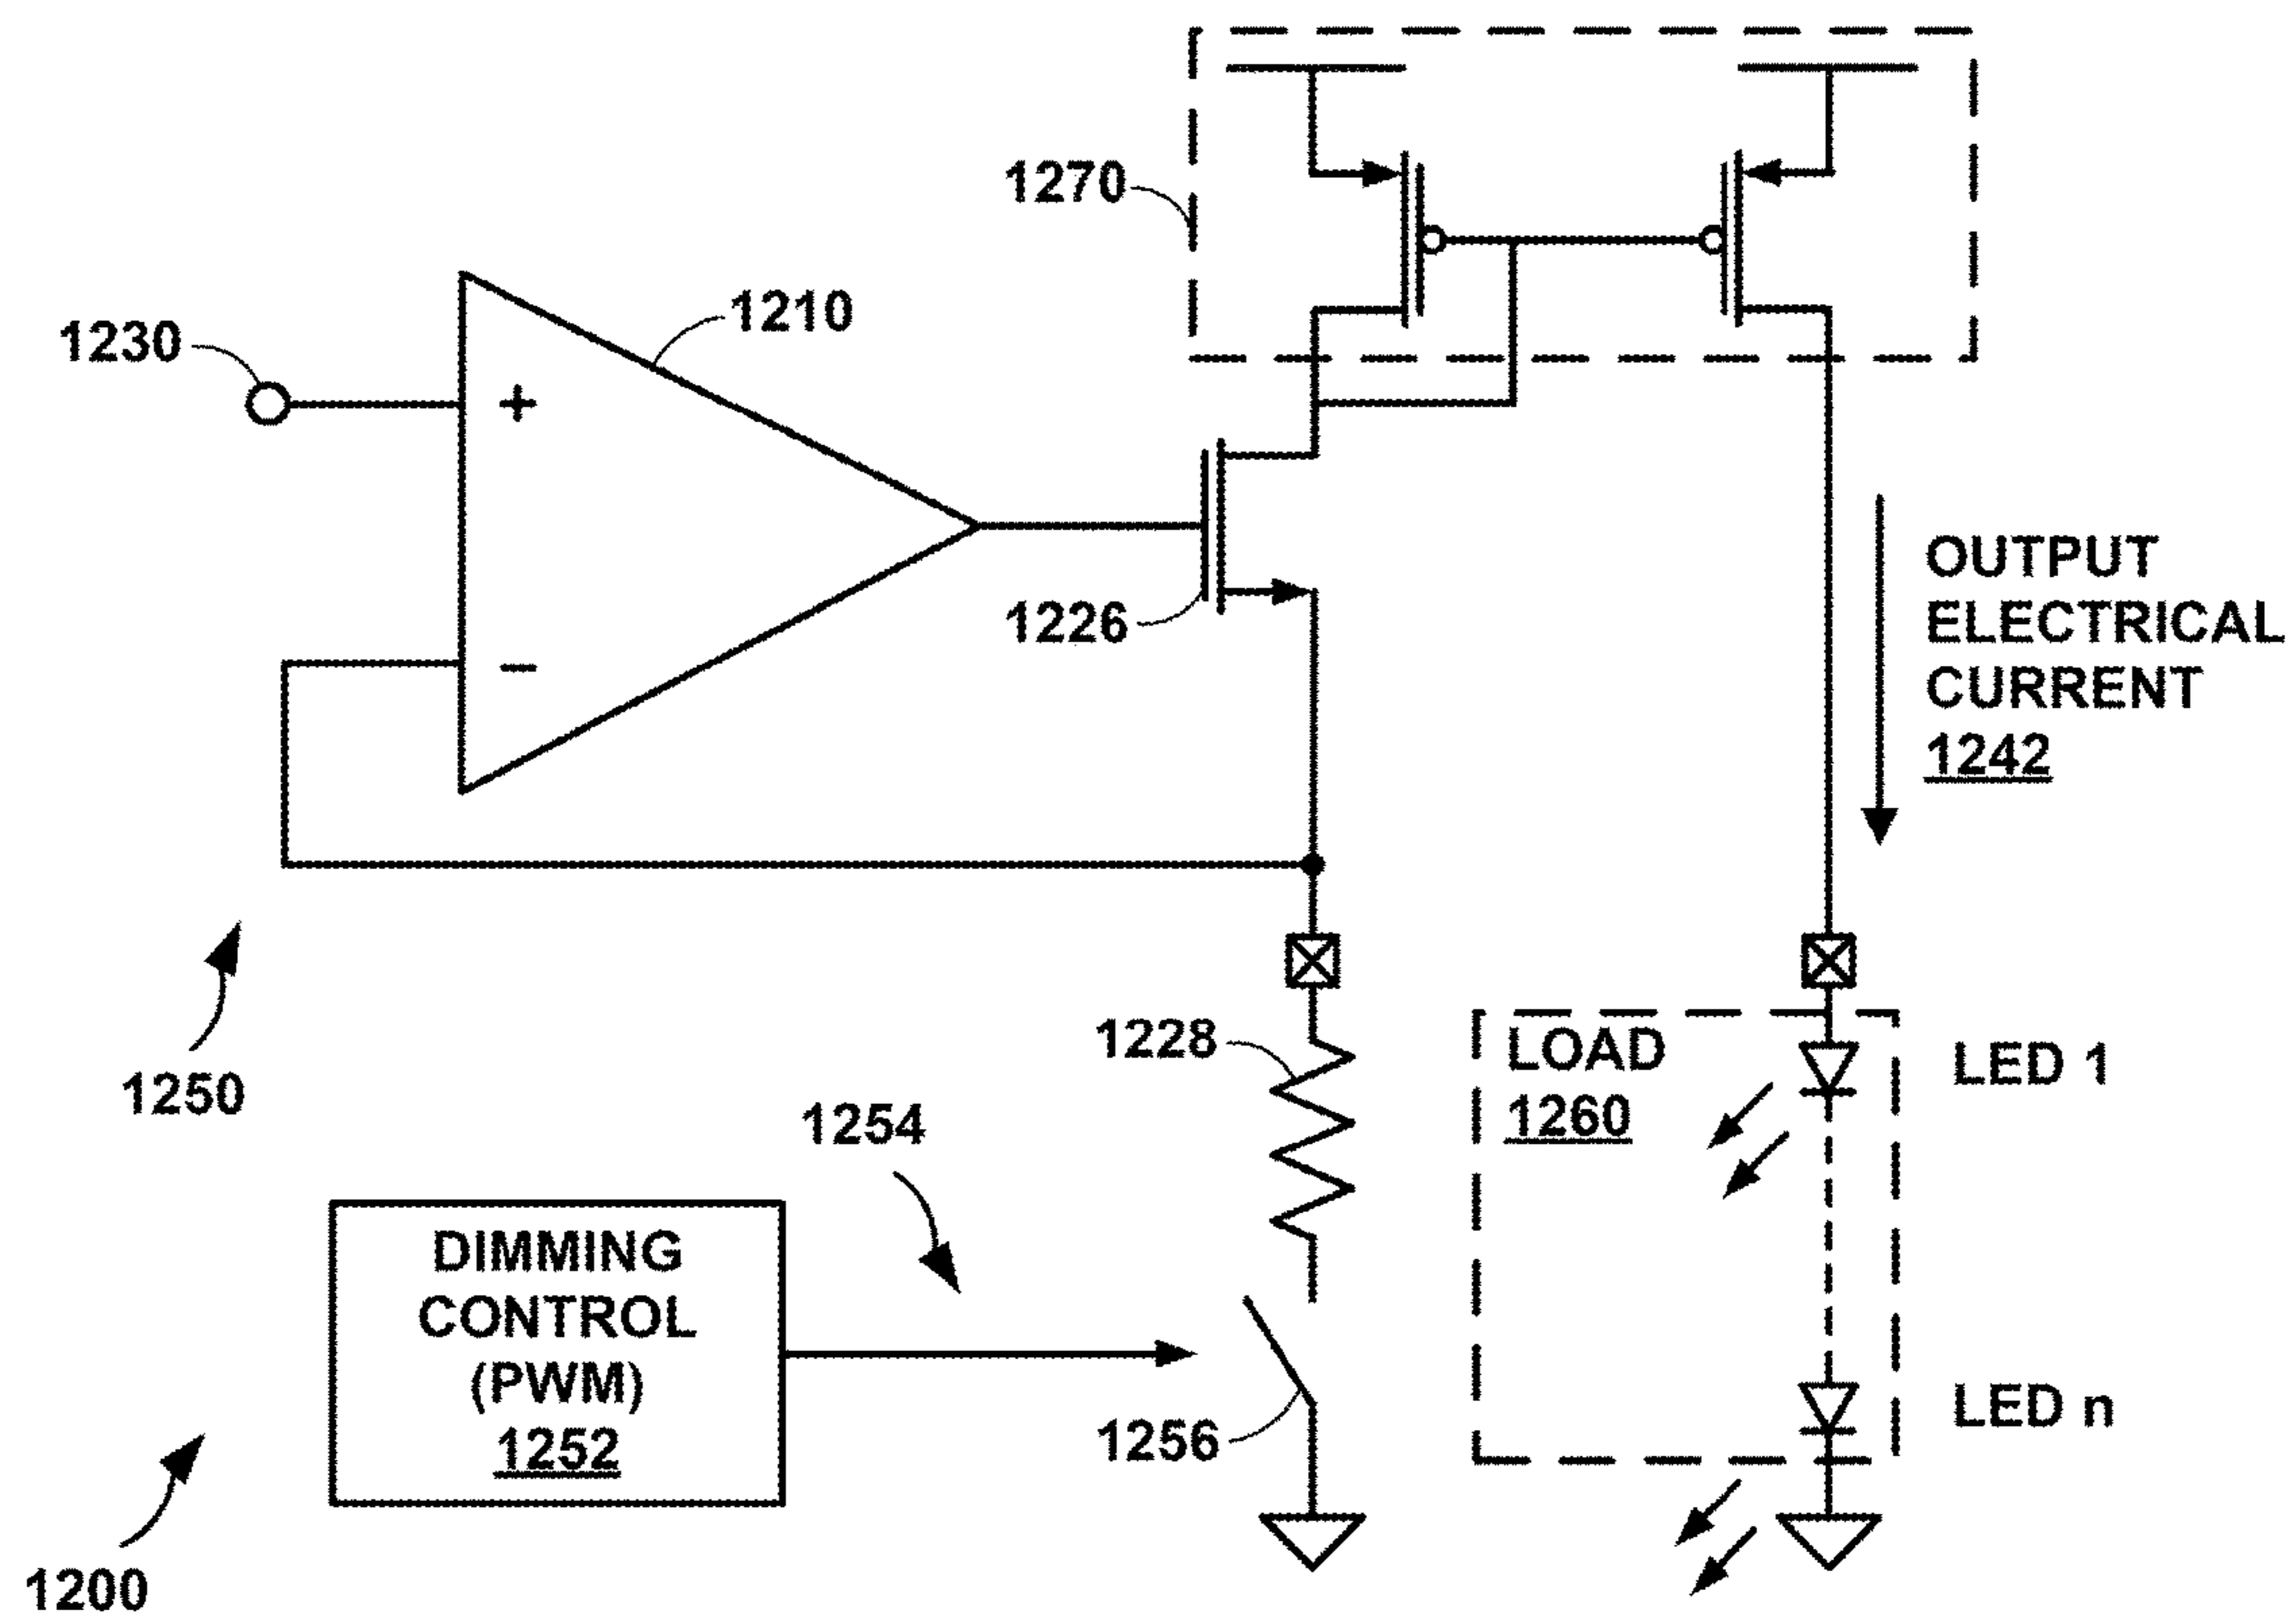 1270
1210
1230
+
−
1226
OUTPUT
ELECTRICAL
CURRENT
1242
1250
1228
LOAD
1260
LED 1
1254
DIMMING
CONTROL
(PWM)
1252
1256
LED n
1200